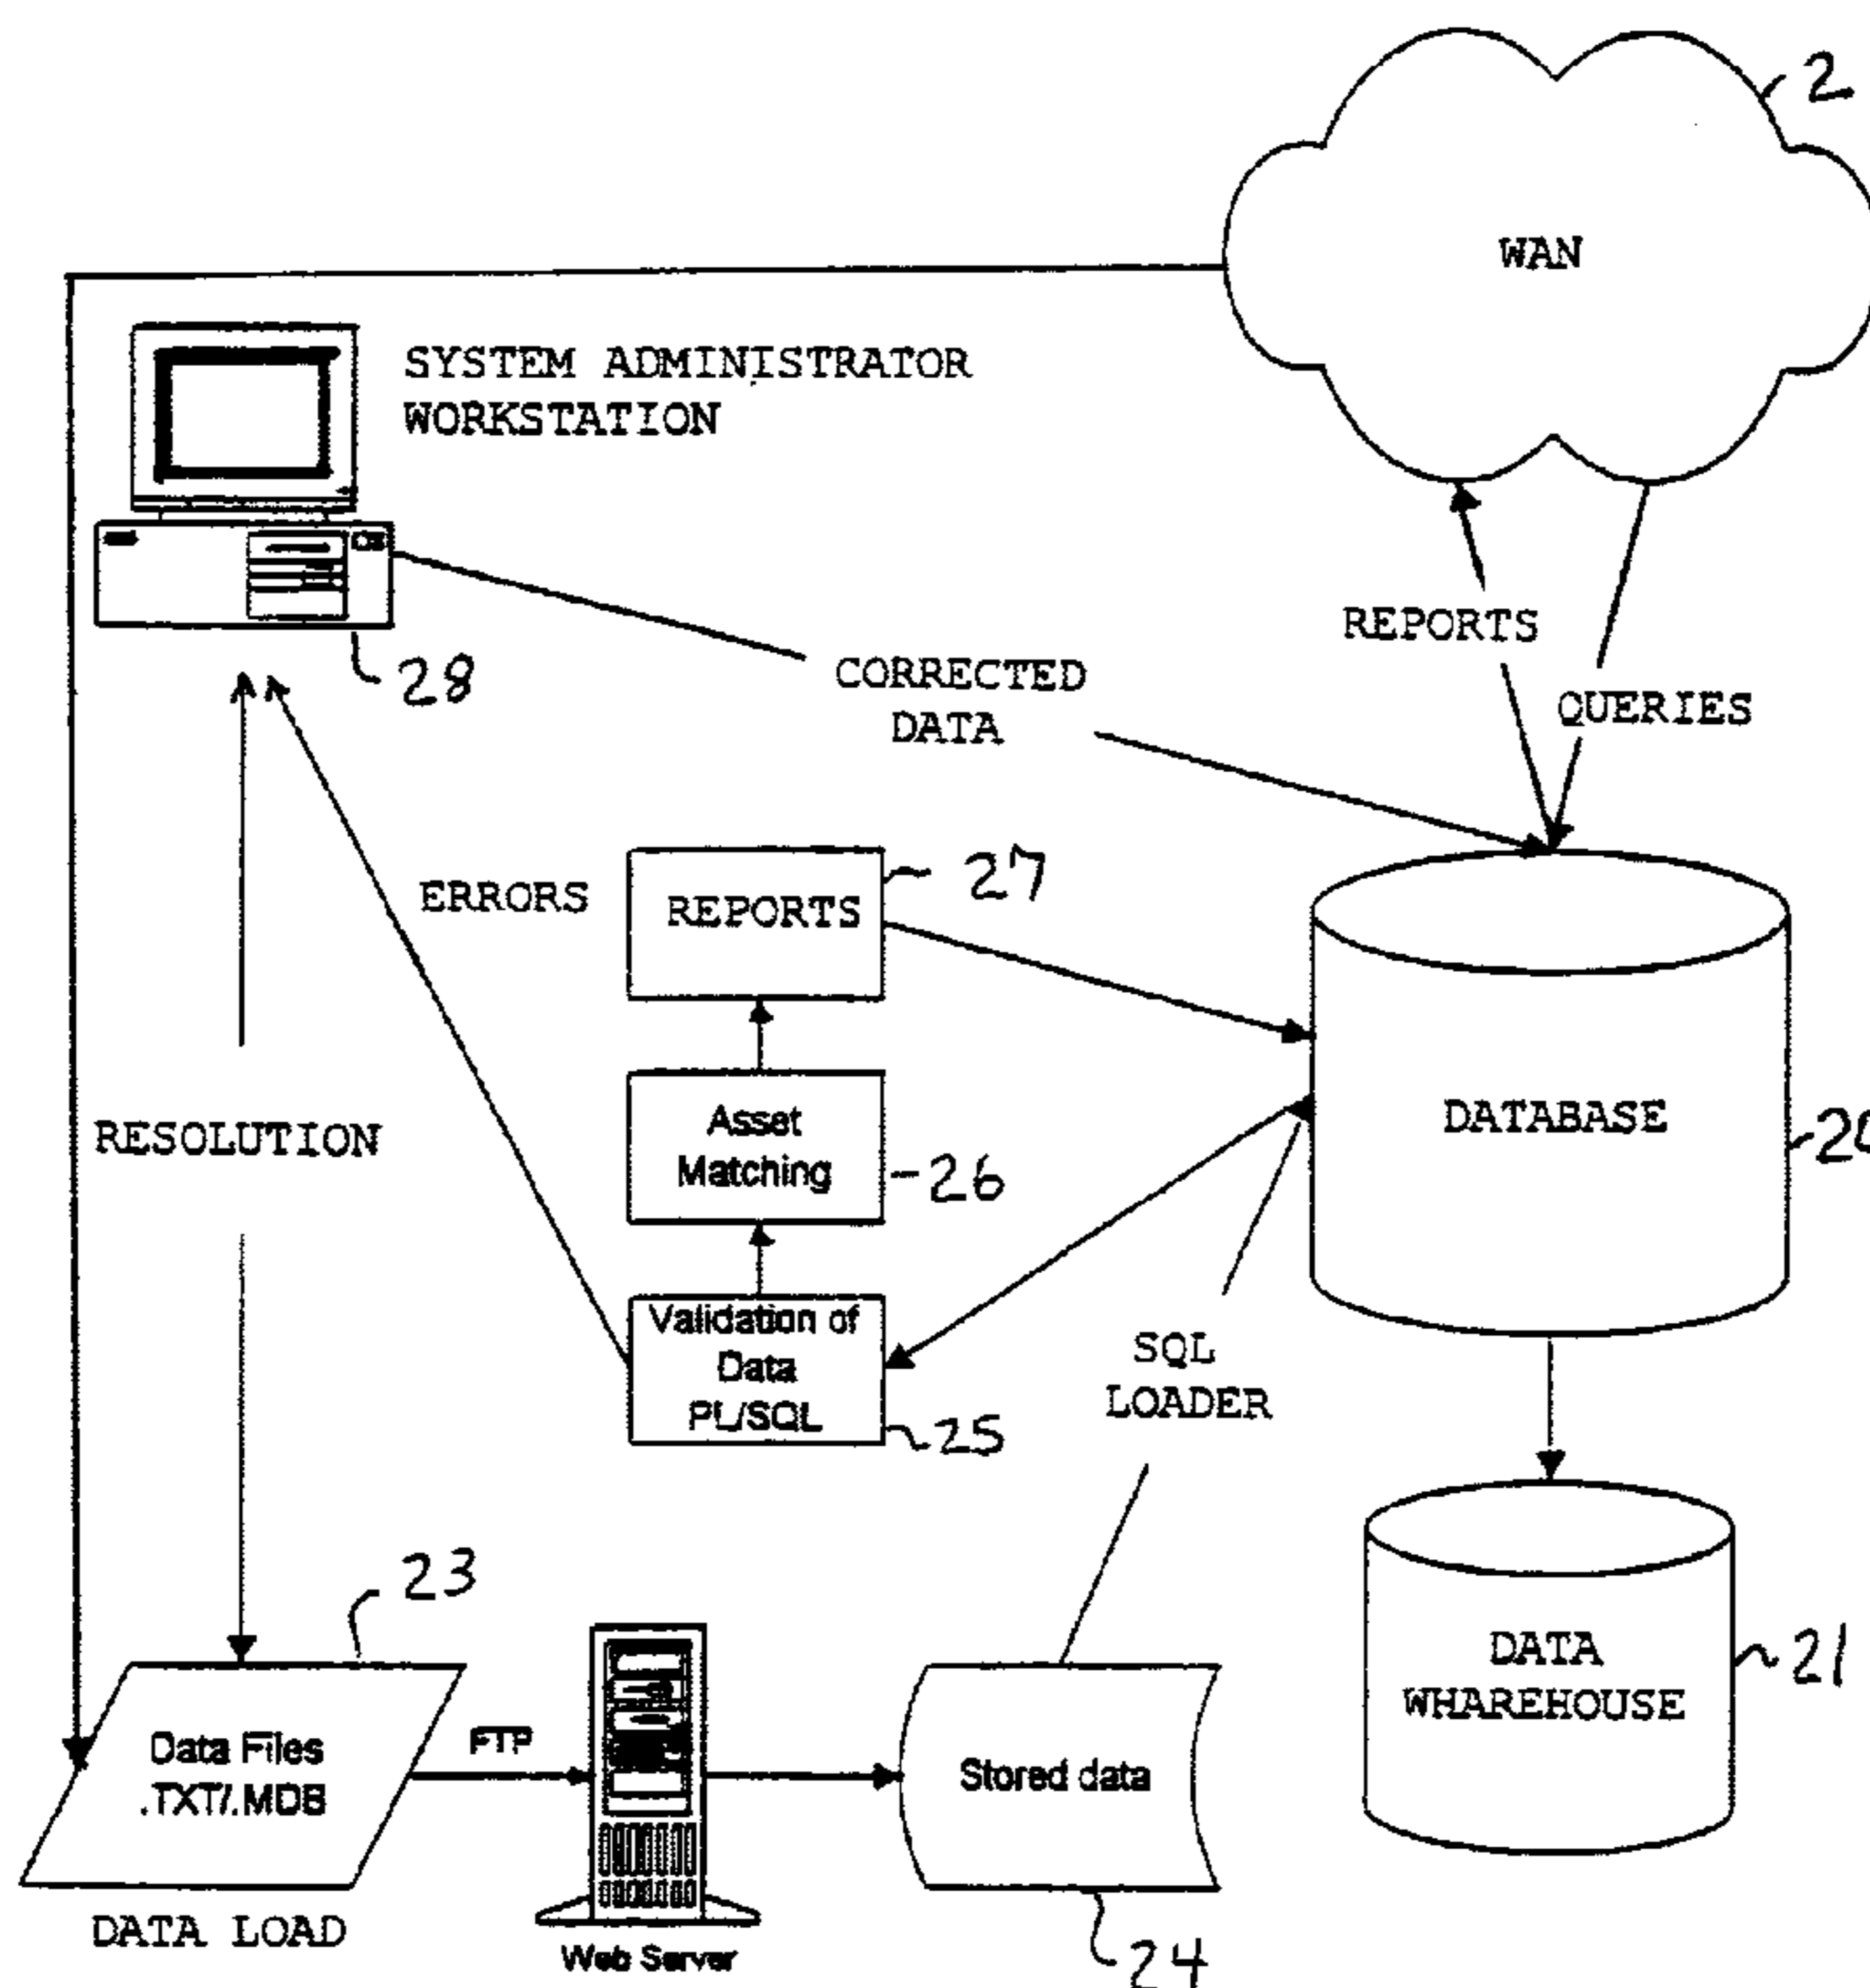 2
WAN
SYSTEM ADMINISTRATOR
WORKSTATION
28
REPORTS
CORRECTED
DATA
QUERIES
27
ERRORS
REPORTS
DATABASE
20
Asset
Matching
26
RESOLUTION
Validation of
Data
PL/SQL
25
SQL
LOADER
23
DATA
WHAREHOUSE
21
Data Files
.TXT/.MDB
FTP
Stored data
DATA LOAD
Web Server
24